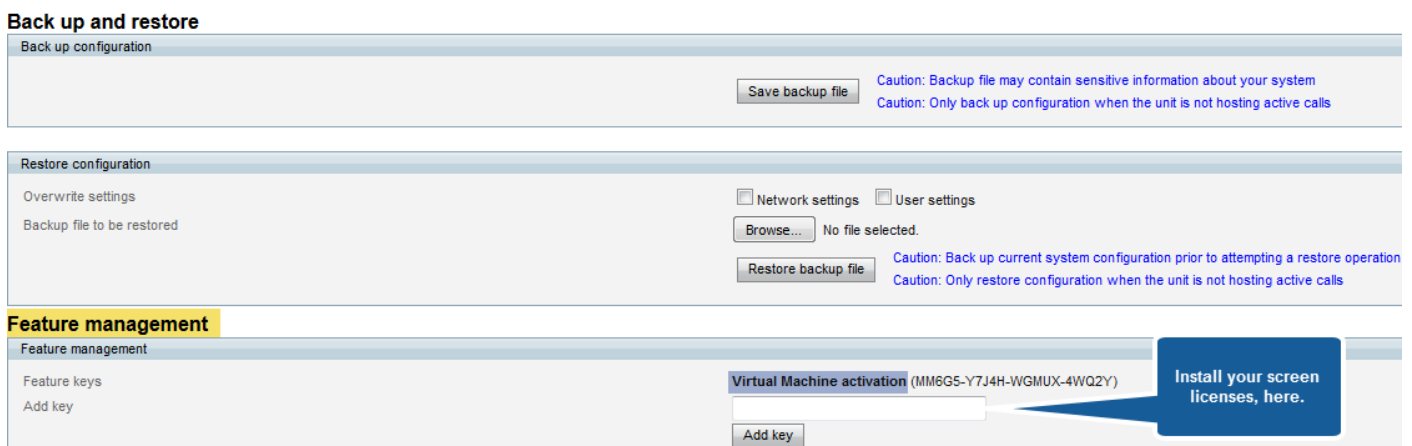 Back up and restore
Back up configuration
Save backup file
Caution: Backup file may contain sensitive information about your system
Caution: Only back up configuration when the unit is not hosting active calls
Restore configuration
Overwrite settings
Network settings
User settings
Backup file to be restored
Browse...
No file selected.
Restore backup file
Caution: Back up current system configuration prior to attempting a restore operation
Caution: Only restore configuration when the unit is not hosting active calls
Feature management
Feature management
Feature keys
Virtual Machine activation (MM6G5-Y7J4H-WGMUX-4WQ2Y)
Add key
Add key
Install your screen
licenses, here.